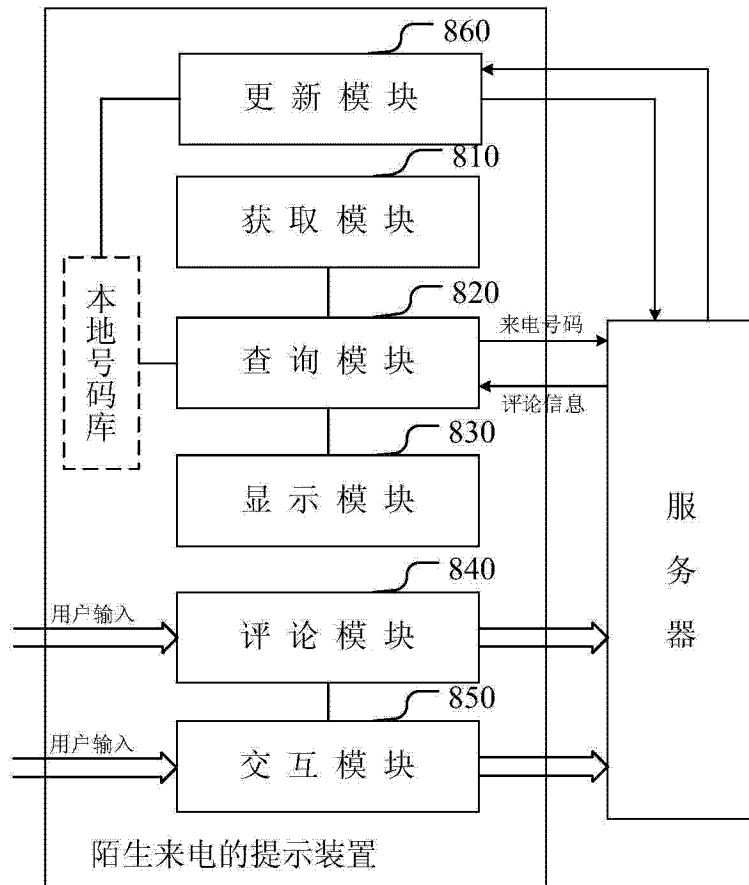 860
更新模块
810
获取模块
820
本地号码库
查询模块
来电号码
评论信息
830
显示模块
服务器
840
用户输入
评论模块
850
用户输入
交互模块
陌生来电的提示装置